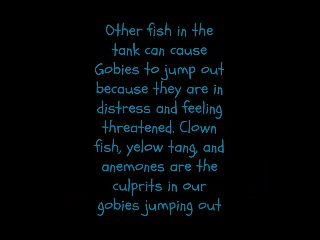 Other fish in the
tank can cause
Gobies to jump out
because they are in
distress and feeling
threatened. Clown
fish, yelow tang, and
anemones are the
culprits in our
gobies jumping out